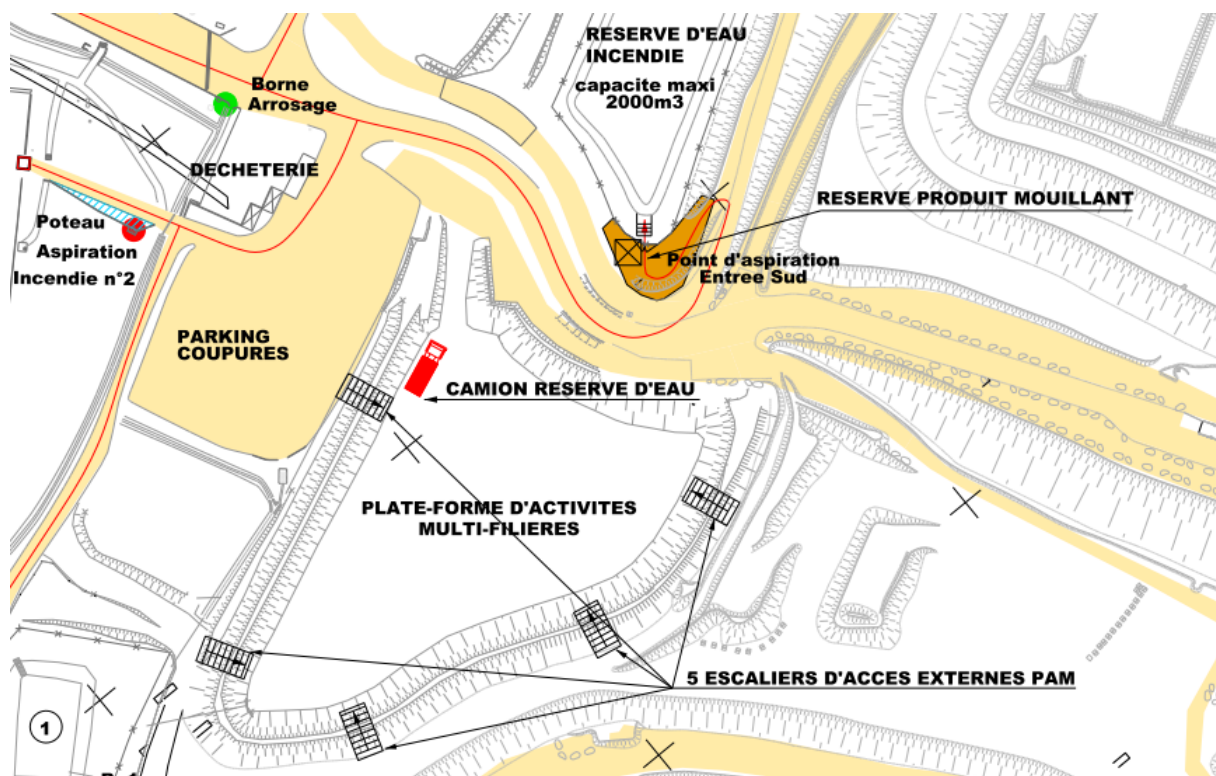 RESERVE D'EAU
INCENDIE
capacite maxi
2000m3
Borne
Arrosage
DECHETERIE
RESERVE PRODUIT MOUILLANT
Poteau
Aspiration
Incendie n°2
Point d'aspiration
Entree Sud
PARKING
COUPURES
CAMION RESERVE D'EAU
PLATE-FORME D'ACTIVITES
MULTI-FILIERES
5 ESCALIERS D'ACCES EXTERNES PAM
1